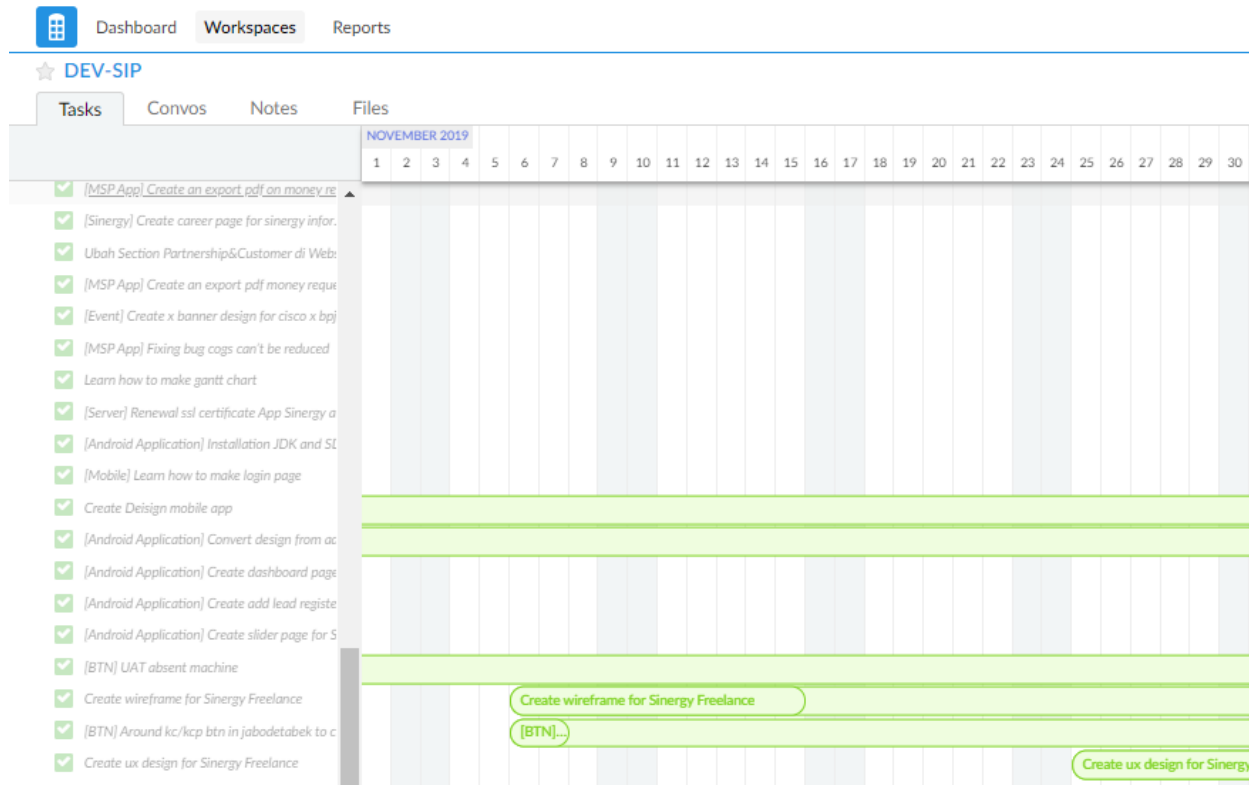 Dashboard Workspaces Reports
DEV-SIP
Tasks Convos Notes Files
NOVEMBER 2019
1 2 3 4 5 6 7 8 9 10 11 12 13 14 15 16 17 18 19 20 21 22 23 24 25 26 27 28 29 30
[MSP App] Create an export pdf on money re
[Sinergy] Create career page for sinergy infor.
Ubah Section Partnership&Customer di Webs
[MSP App] Create an export pdf money reque
[Event] Create x banner design for cisco x bpj
[MSP App] Fixing bug cogs can't be reduced
Learn how to make gantt chart
[Server] Renewal ssl certificate App Sinergy a
[Android Application] Installation JDK and SD
[Mobile] Learn how to make login page
Create Deisign mobile app
[Android Application] Convert design from ad
[Android Application] Create dashboard page
[Android Application] Create add lead registe
[Android Application] Create slider page for S
[BTN] UAT absent machine
Create wireframe for Sinergy Freelance Create wireframe for Sinergy Freelance
[BTN] Around kc/kcp btn in jabodetabek to c [BTN]...
Create ux design for Sinergy Freelance Create ux design for Sinergy